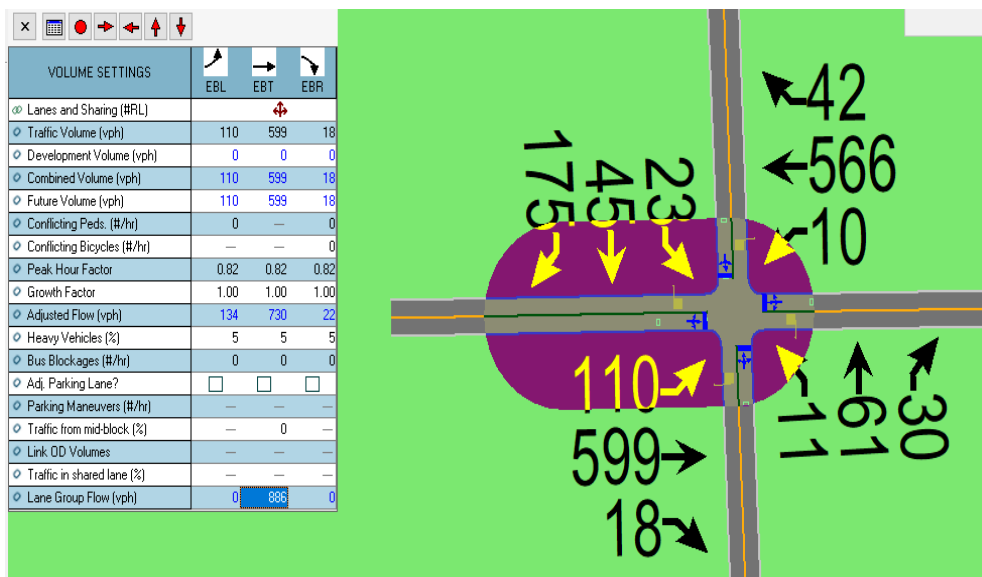 VOLUME SETTINGS EBL EBT EBR
Lanes and Sharing (#RL)
Traffic Volume (vph) 110 599 18
Development Volume (vph) 0 0 0
Combined Volume (vph) 110 599 18
Future Volume (vph) 110 599 18
Conflicting Peds. (#/hr) 0 — 0
Conflicting Bicycles (#/hr) — — 0
Peak Hour Factor 0.82 0.82 0.82
Growth Factor 1.00 1.00 1.00
Adjusted Flow (vph) 134 730 22
Heavy Vehicles (%) 5 5 5
Bus Blockages (#/hr) 0 0 0
Adj. Parking Lane?
Parking Maneuvers (#/hr) — — —
Traffic from mid-block (%) — 0 —
Link OD Volumes — — —
Traffic in shared lane (%) — — —
Lane Group Flow (vph) 0 886 0
42
566
10
175
45
23
110
599
18
11
61
30